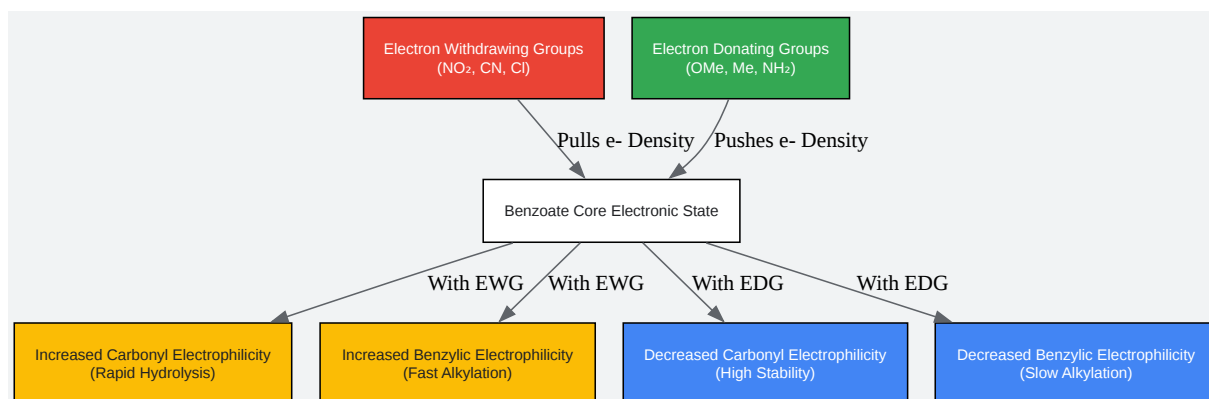 Electron Withdrawing Groups
(NO₂, CN, Cl)
Electron Donating Groups
(OMe, Me, NH₂)
Pulls e- Density
Pushes e- Density
Benzoate Core Electronic State
With EWG
With EWG
With EDG
With EDG
Increased Carbonyl Electrophilicity
(Rapid Hydrolysis)
Increased Benzylic Electrophilicity
(Fast Alkylation)
Decreased Carbonyl Electrophilicity
(High Stability)
Decreased Benzylic Electrophilicity
(Slow Alkylation)